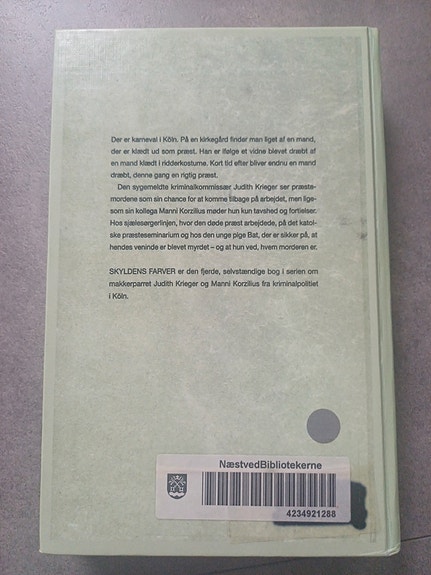 Der er karneval i Köln. På en kirkegård finder man liget af en mand,
der er klædt ud som præst. Han er ifølge et vidne blevet dræbt af
en mand klædt i ridderkostume. Kort tid efter bliver endnu en mand
dræbt, denne gang en rigtig præst.
Den sygemeldte kriminalkommissær Judith Krieger ser præste-
mordene som sin chance for at komme tilbage på arbejdet, men lige-
som sin kollega Manni Korzilius møder hun kun tavshed og fortielser.
Hos sjælesørgerlinjen, hvor den døde præst arbejdede, på det katol-
ske præsteseminarium og hos den unge pige Bat, der er sikker på, at
hendes veninde er blevet myrdet – og at hun ved, hvem morderen er.
SKYLDENS FARVER er den fjerde, selvstændige bog i serien om
makkerparret Judith Krieger og Manni Korzilius fra kriminalpolitiet
i Köln.
NæstvedBibliotekerne
4234921288